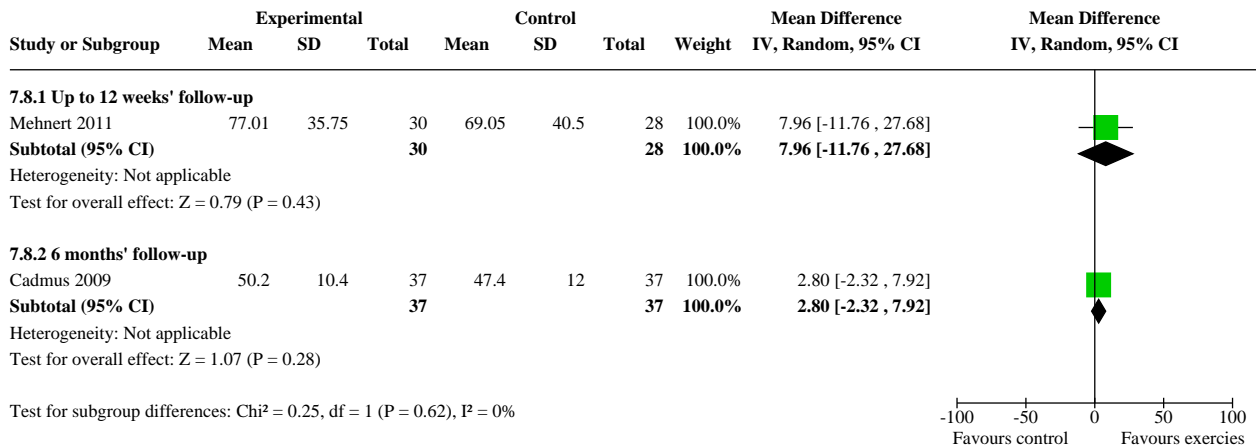 Experimental Control Mean Difference Mean Difference
Study or Subgroup Mean SD Total Mean SD Total Weight IV, Random, 95% CI IV, Random, 95% CI
7.8.1 Up to 12 weeks' follow-up
Mehnert 2011 77.01 35.75 30 69.05 40.5 28 100.0% 7.96 [-11.76 , 27.68]
Subtotal (95% CI) 30 28 100.0% 7.96 [-11.76 , 27.68]
Heterogeneity: Not applicable
Test for overall effect: Z = 0.79 (P = 0.43)
7.8.2 6 months' follow-up
Cadmus 2009 50.2 10.4 37 47.4 12 37 100.0% 2.80 [-2.32 , 7.92]
Subtotal (95% CI) 37 37 100.0% 2.80 [-2.32 , 7.92]
Heterogeneity: Not applicable
Test for overall effect: Z = 1.07 (P = 0.28)
Test for subgroup differences: Chi² = 0.25, df = 1 (P = 0.62), I² = 0%
-100 -50 0 50 100
Favours control Favours exercies